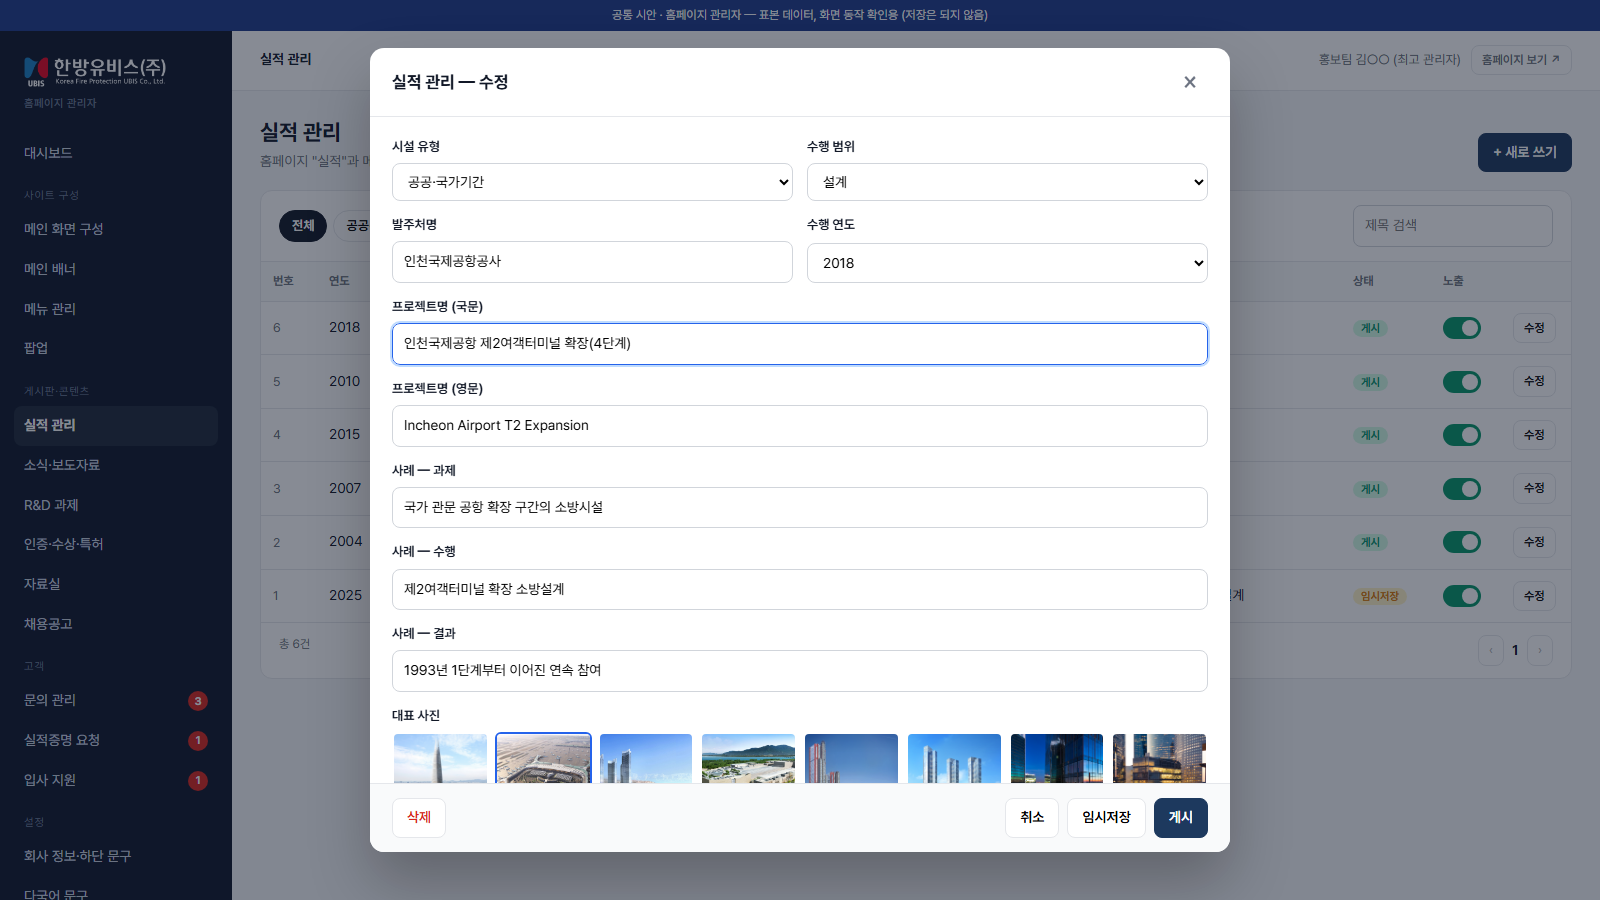 공통 시안 · 홈페이지 관리자 — 표본 데이터, 화면 동작 확인용 (저장은 되지 않음)
UBIS 한방유비스(주)
Korea Fire Protection UBIS Co., Ltd.
홈페이지 관리자
대시보드
사이트 구성
메인 화면 구성
메인 배너
메뉴 관리
팝업
게시판·콘텐츠
실적 관리
소식·보도자료
R&D 과제
인증·수상·특허
자료실
채용공고
고객
문의 관리 3
실적증명 요청 1
입사 지원 1
설정
회사 정보·하단 문구
다국어 문구
실적 관리
홍보팀 김○○ (최고 관리자)
홈페이지 보기 ↗
실적 관리
홈페이지 "실적"과
+ 새로 쓰기
전체 공공
제목 검색
번호 연도 상태 노출
6 2018 게시 수정
5 2010 게시 수정
4 2015 게시 수정
3 2007 게시 수정
2 2004 게시 수정
1 2025 계 임시저장 수정
총 6건
‹ 1 ›
실적 관리 — 수정
×
시설 유형 수행 범위
공공·국가기간 설계
발주처명 수행 연도
인천국제공항공사 2018
프로젝트명 (국문)
인천국제공항 제2여객터미널 확장(4단계)
프로젝트명 (영문)
Incheon Airport T2 Expansion
사례 — 과제
국가 관문 공항 확장 구간의 소방시설
사례 — 수행
제2여객터미널 확장 소방설계
사례 — 결과
1993년 1단계부터 이어진 연속 참여
대표 사진
삭제 취소 임시저장 게시